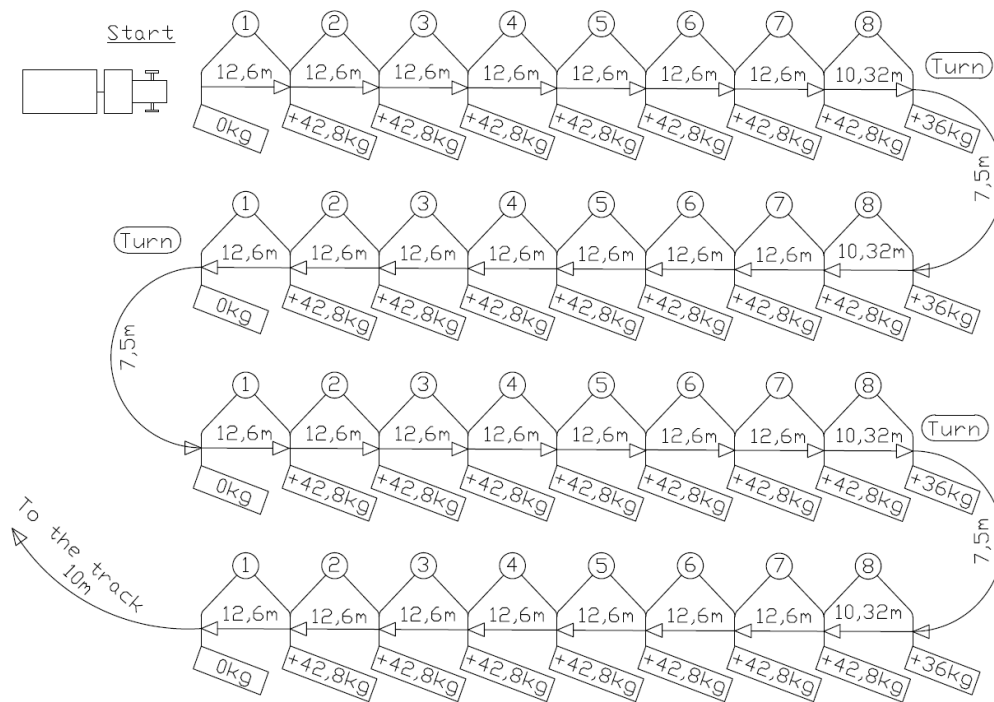 Start
1 2 3 4 5 6 7 8
12,6m 12,6m 12,6m 12,6m 12,6m 12,6m 12,6m 10,32m Turn
0kg +42,8kg +42,8kg +42,8kg +42,8kg +42,8kg +42,8kg +42,8kg +36kg
7,5m
1 2 3 4 5 6 7 8
Turn 12,6m 12,6m 12,6m 12,6m 12,6m 12,6m 12,6m 10,32m
0kg +42,8kg +42,8kg +42,8kg +42,8kg +42,8kg +42,8kg +42,8kg +36kg
7,5m
1 2 3 4 5 6 7 8
12,6m 12,6m 12,6m 12,6m 12,6m 12,6m 12,6m 10,32m Turn
0kg +42,8kg +42,8kg +42,8kg +42,8kg +42,8kg +42,8kg +42,8kg +36kg
7,5m
To the track
10m
1 2 3 4 5 6 7 8
12,6m 12,6m 12,6m 12,6m 12,6m 12,6m 12,6m 10,32m
0kg +42,8kg +42,8kg +42,8kg +42,8kg +42,8kg +42,8kg +42,8kg +36kg